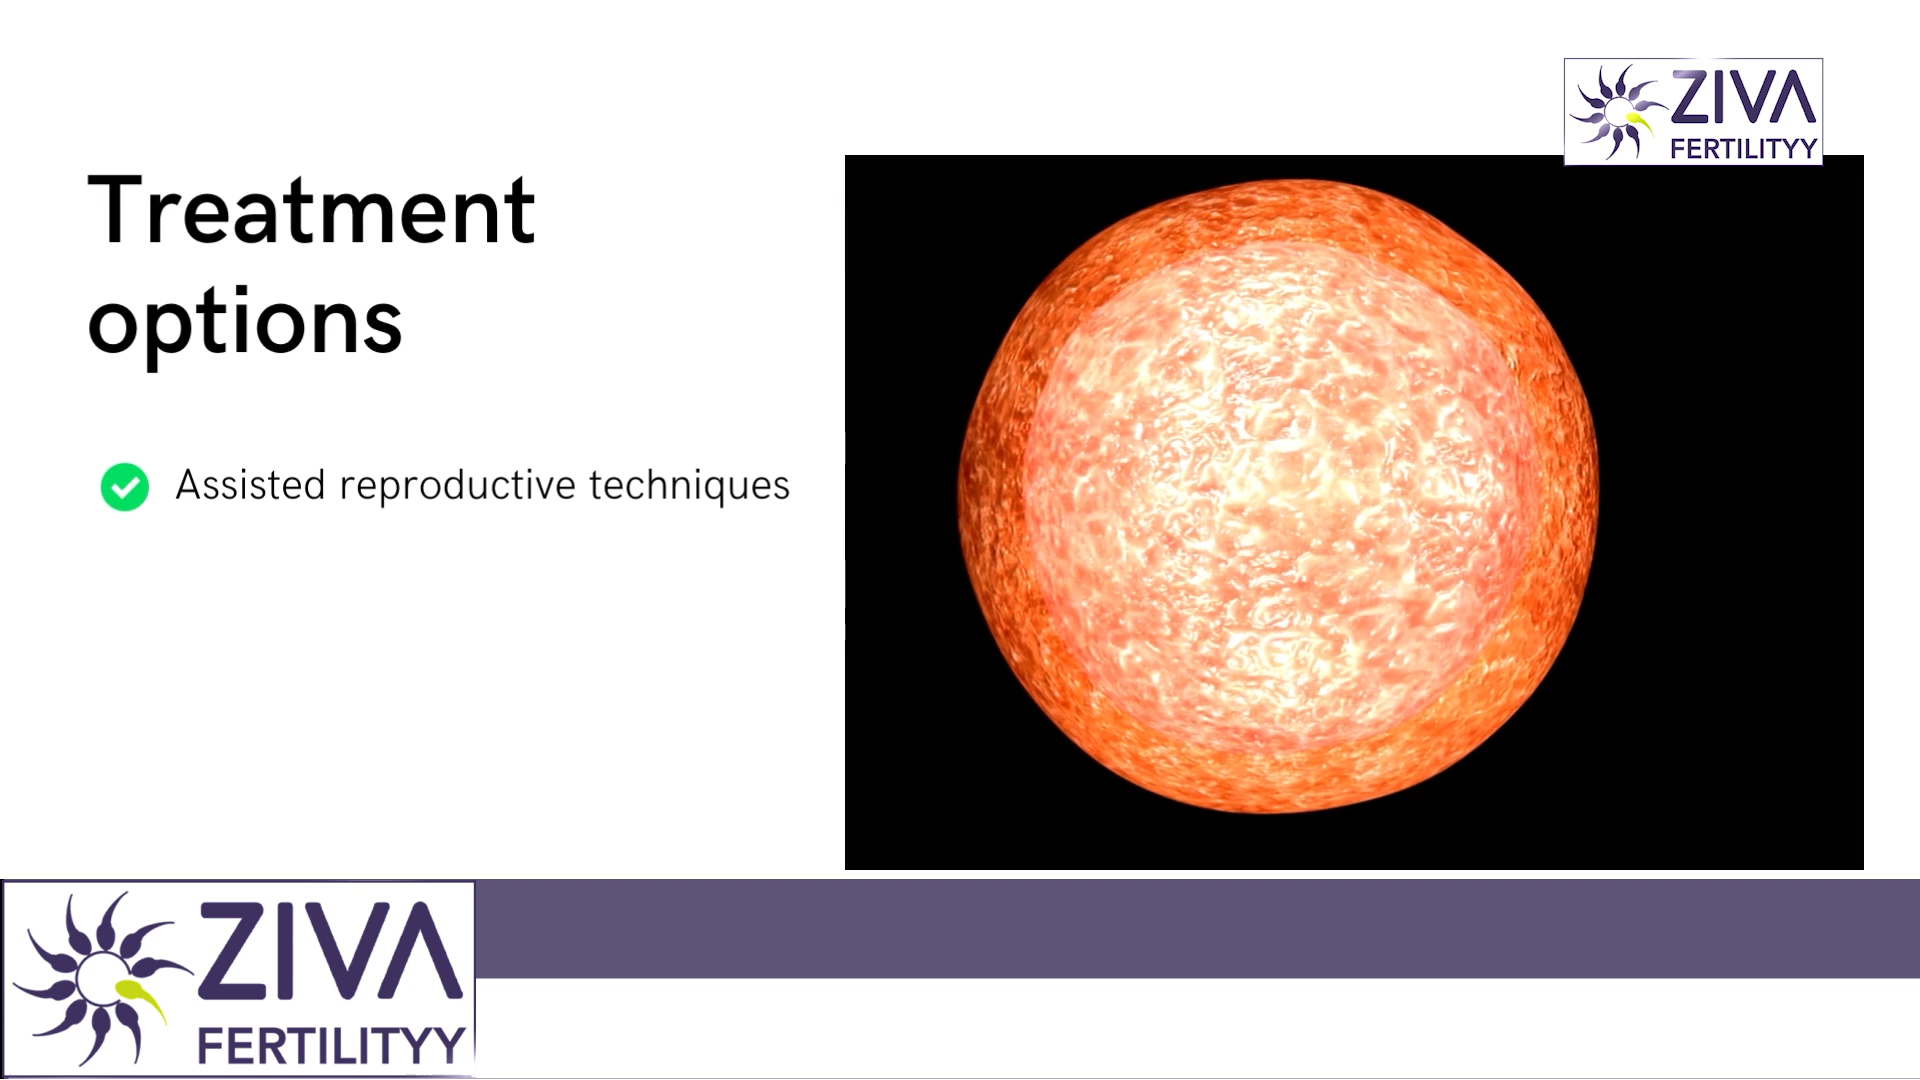 ZIVA
FERTILITYY
Treatment
options
Assisted reproductive techniques
ZIVA
FERTILITYY